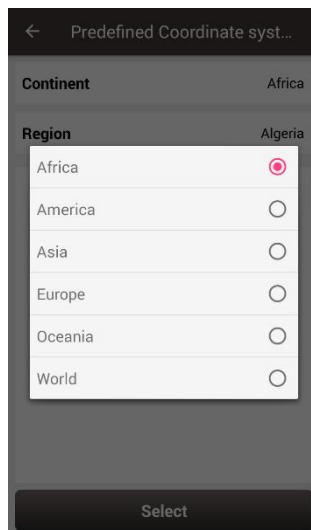 Predefined Coordinate syst...
Continent Africa
Region Algeria
Africa
America
Asia
Europe
Oceania
World
Select